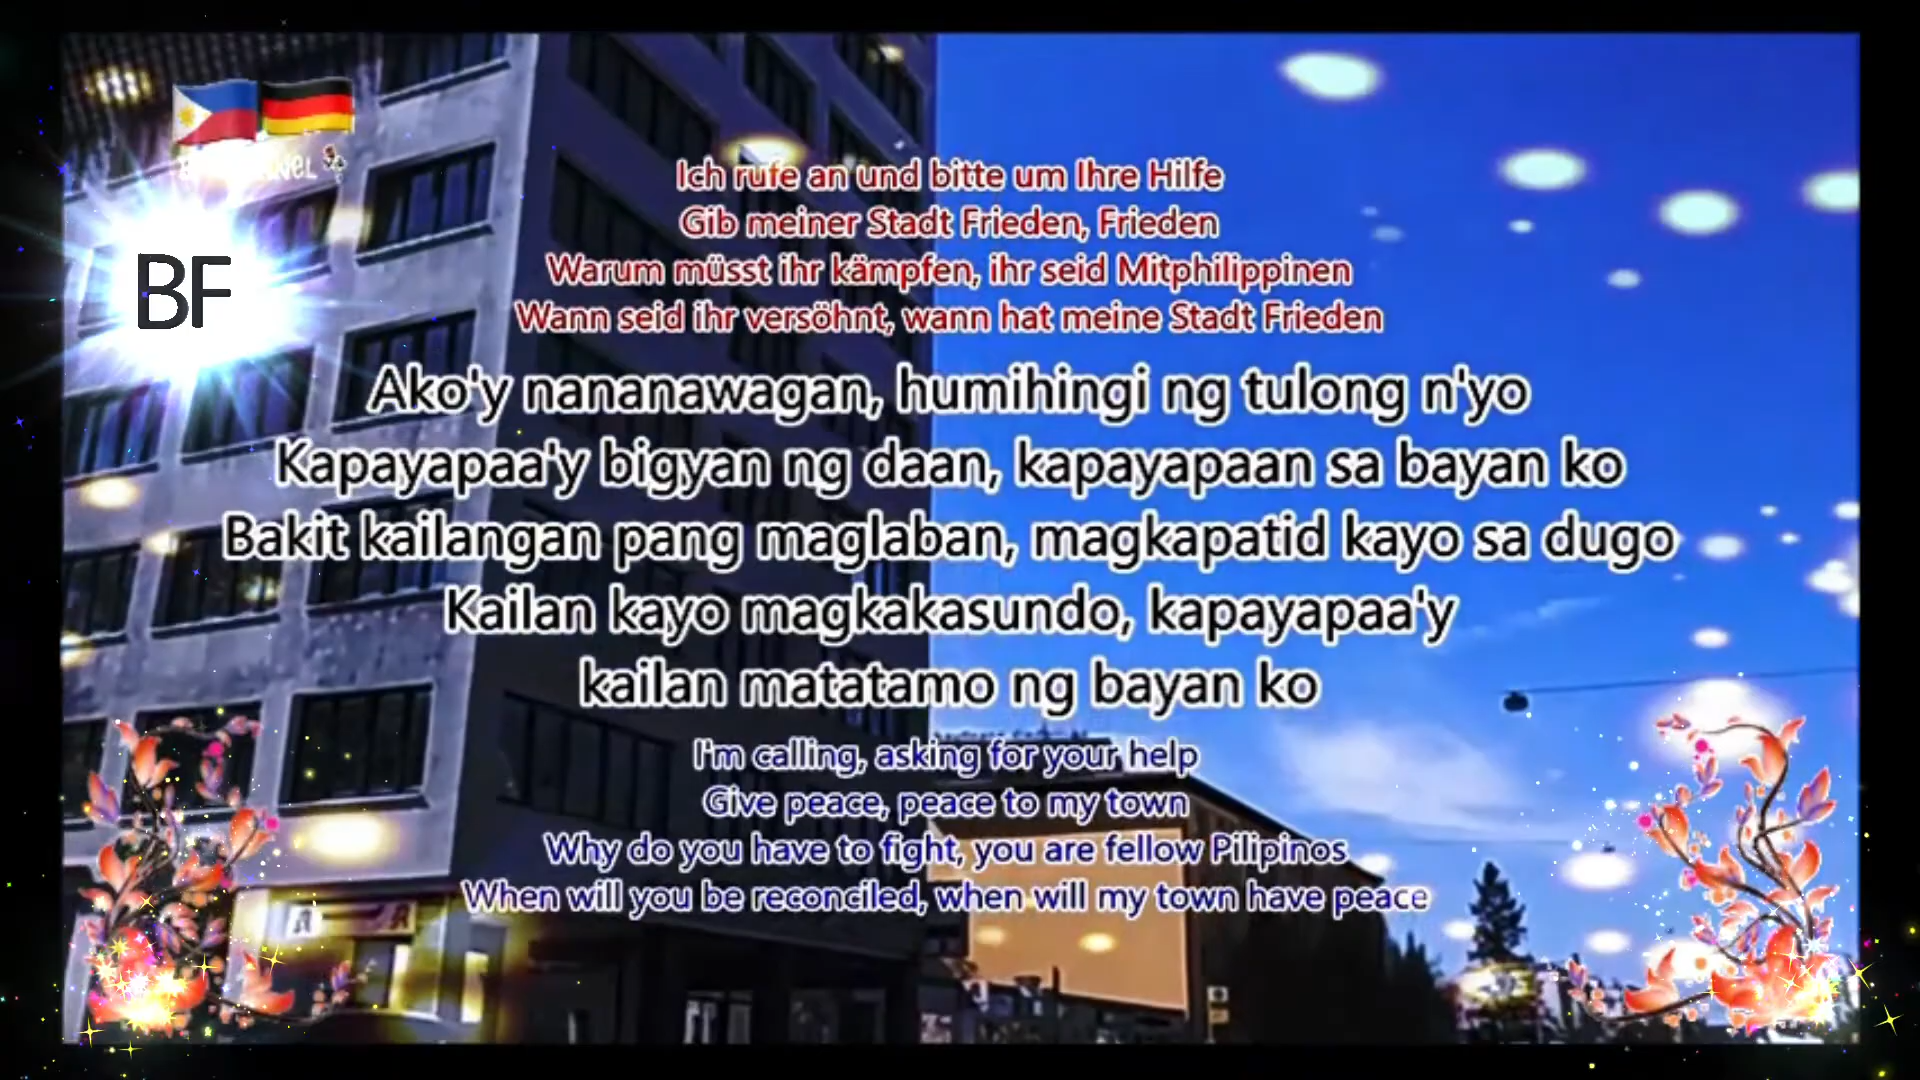 BF
Ich rufe an und bitte um Ihre Hilfe
Gib meiner Stadt Frieden, Frieden
Warum müsst ihr kämpfen, ihr seid Mitphilippinen
Wann seid ihr versöhnt, wann hat meine Stadt Frieden
Ako'y nananawagan, humihingi ng tulong n'yo
Kapayapaa'y bigyan ng daan, kapayapaan sa bayan ko
Bakit kailangan pang maglaban, magkapatid kayo sa dugo
Kailan kayo magkakasundo, kapayapaa'y
kailan matatamo ng bayan ko
I'm calling, asking for your help
Give peace, peace to my town
Why do you have to fight, you are fellow Pilipinos
When will you be reconciled, when will my town have peace